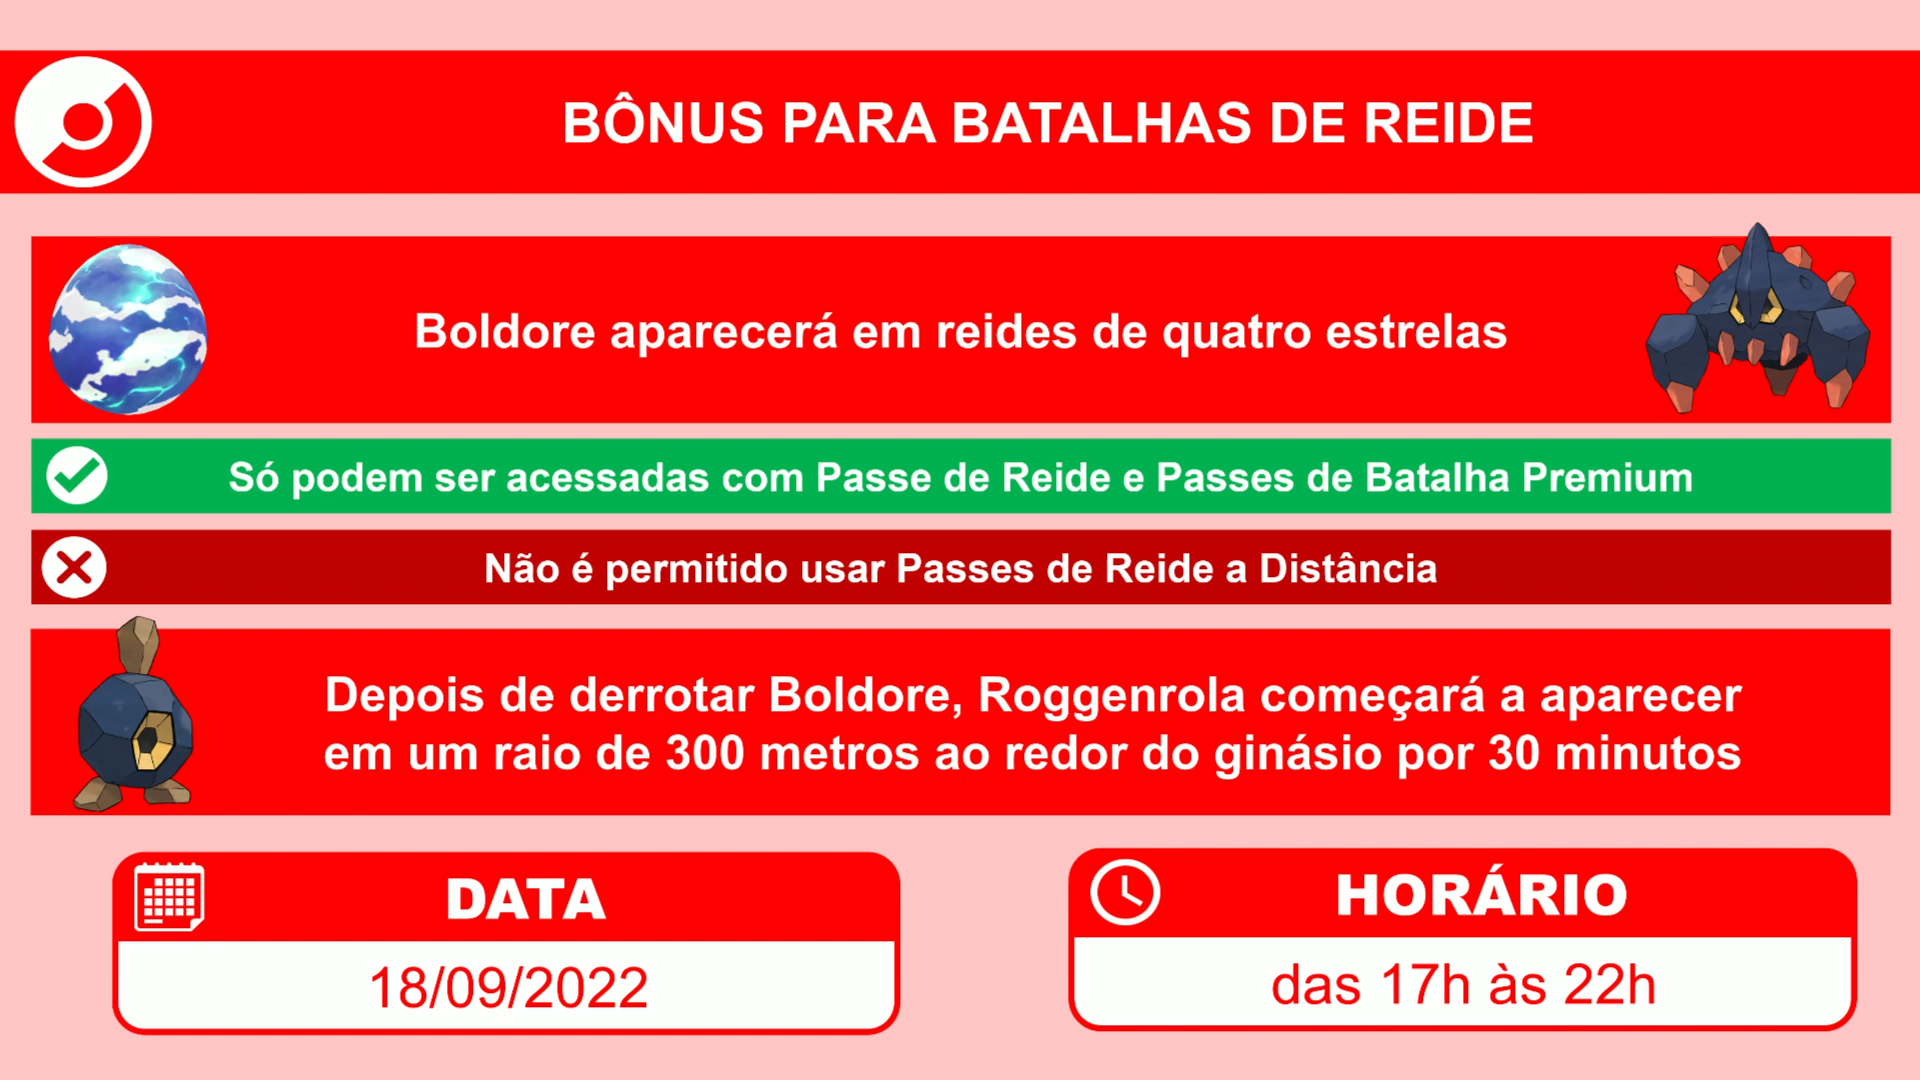 BÔNUS PARA BATALHAS DE REIDE
Boldore aparecerá em reides de quatro estrelas
Só podem ser acessadas com Passe de Reide e Passes de Batalha Premium
Não é permitido usar Passes de Reide a Distância
Depois de derrotar Boldore, Roggenrola começará a aparecer
em um raio de 300 metros ao redor do ginásio por 30 minutos
DATA
18/09/2022
HORÁRIO
das 17h às 22h